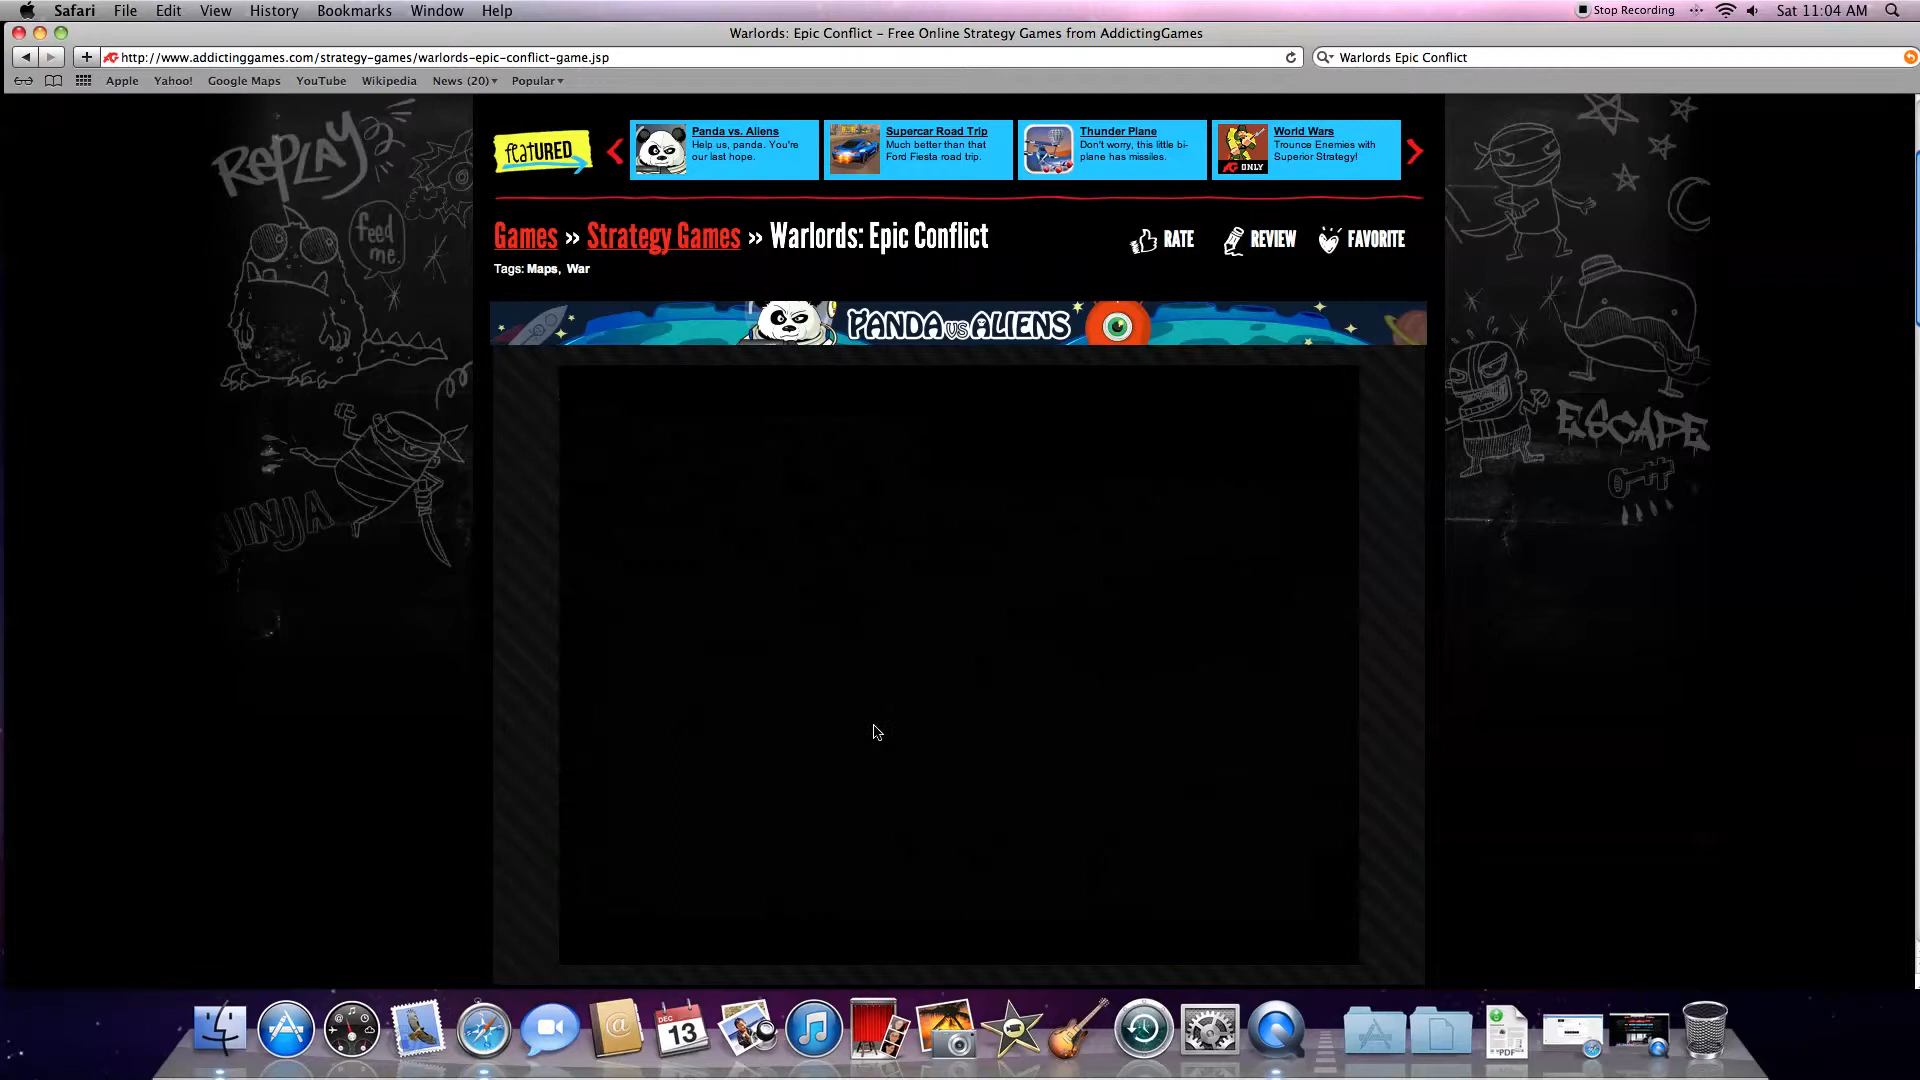 Safari File Edit View History Bookmarks Window Help Stop Recording Sat 11:04 AM
Warlords: Epic Conflict – Free Online Strategy Games from AddictingGames
http://www.addictinggames.com/strategy-games/warlords-epic-conflict-game.jsp Warlords Epic Conflict
Apple Yahoo! Google Maps YouTube Wikipedia News (20) Popular
REPLAY
feed
me.
NINJA
ESCAPE
featURED
Panda vs. Aliens
Help us, panda. You're
our last hope.
Supercar Road Trip
Much better than that
Ford Fiesta road trip.
Thunder Plane
Don't worry, this little bi-
plane has missiles.
World Wars
Trounce Enemies with
Superior Strategy!
AG ONLY
Games » Strategy Games » Warlords: Epic Conflict
RATE REVIEW FAVORITE
Tags: Maps, War
PANDA VS ALIENS
DEC
13
PDF